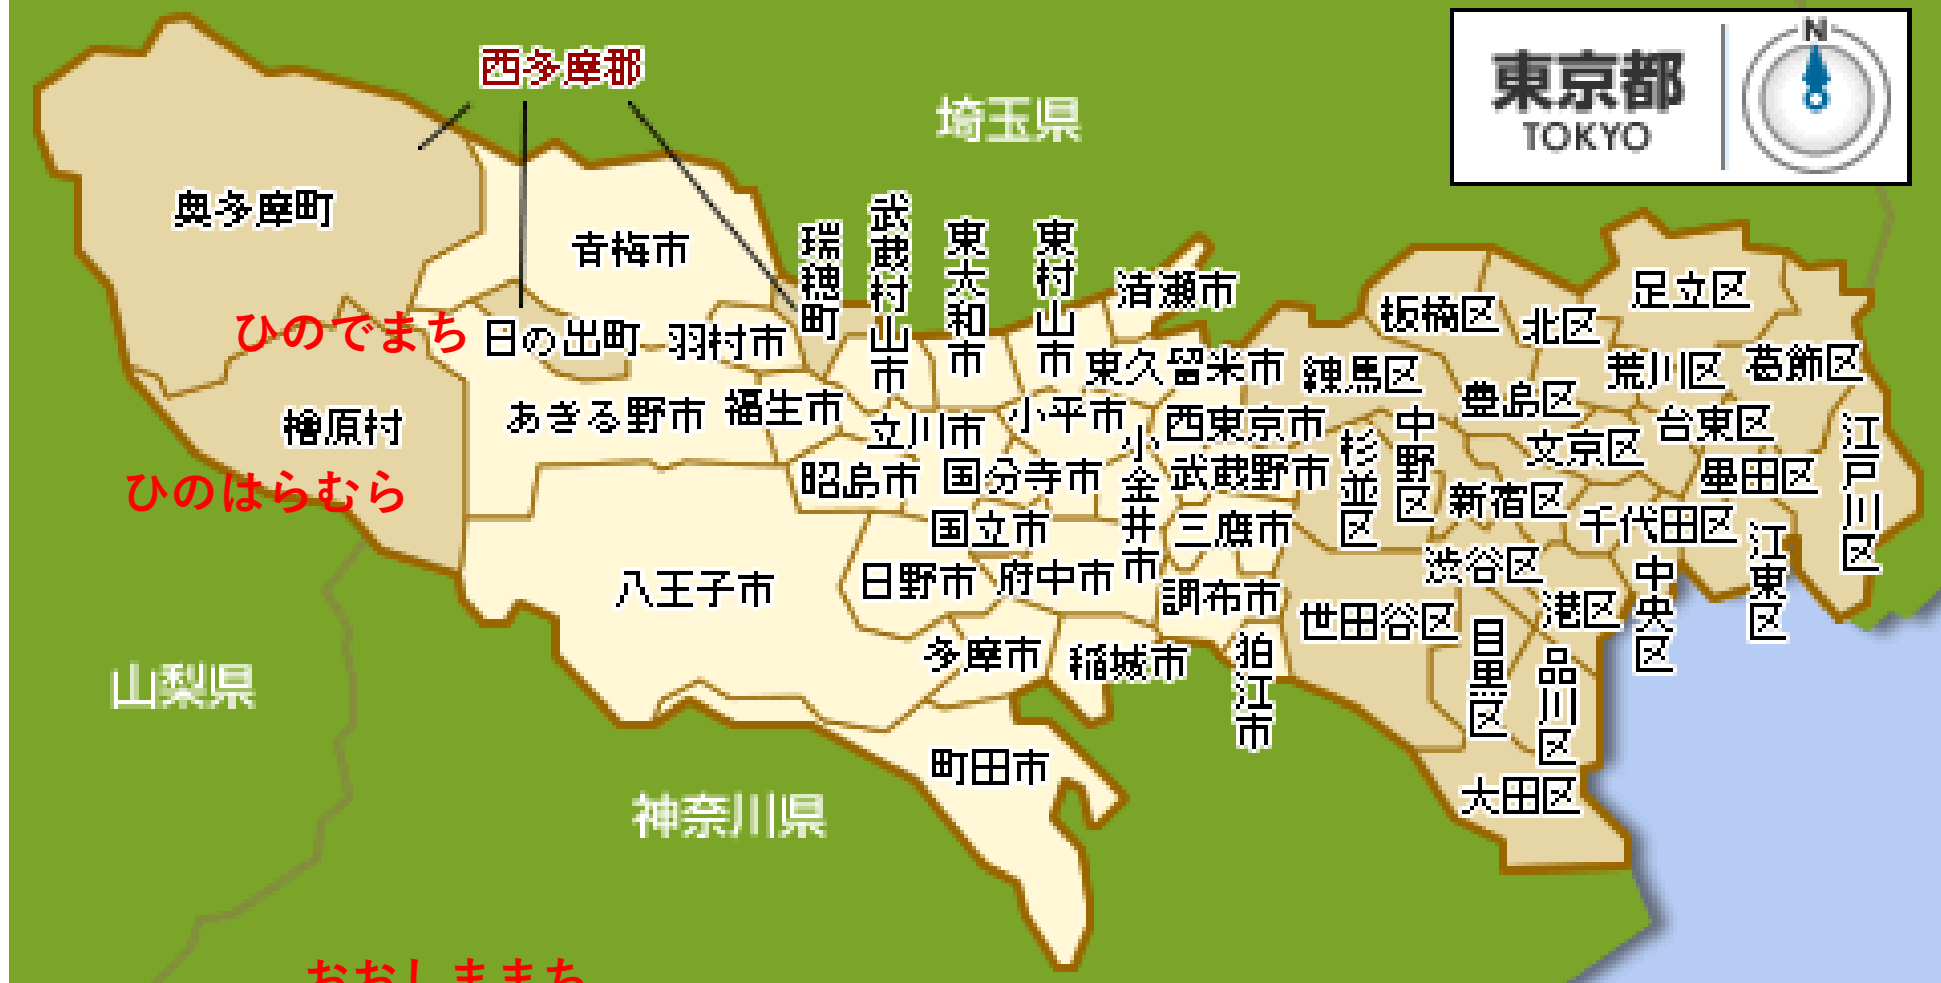 西多摩郡
東京都
TOKYO
N
埼玉県
奥多摩町
青梅市
瑞穂町
武蔵村山市
東大和市
東村山市
清瀬市
板橋区
北区
足立区
ひのでまち
日の出町
羽村市
東久留米市
練馬区
豊島区
荒川区
葛飾区
檜原村
あきる野市
福生市
立川市
小平市
西東京市
杉並区
中野区
文京区
台東区
江戸川区
ひのはらむら
昭島市
国分寺市
小金井市
武蔵野市
新宿区
墨田区
国立市
三鷹市
千代田区
江東区
八王子市
日野市
府中市
調布市
渋谷区
中央区
世田谷区
港区
目黒区
品川区
山梨県
多摩市
稲城市
狛江市
町田市
大田区
神奈川県
おおしままち